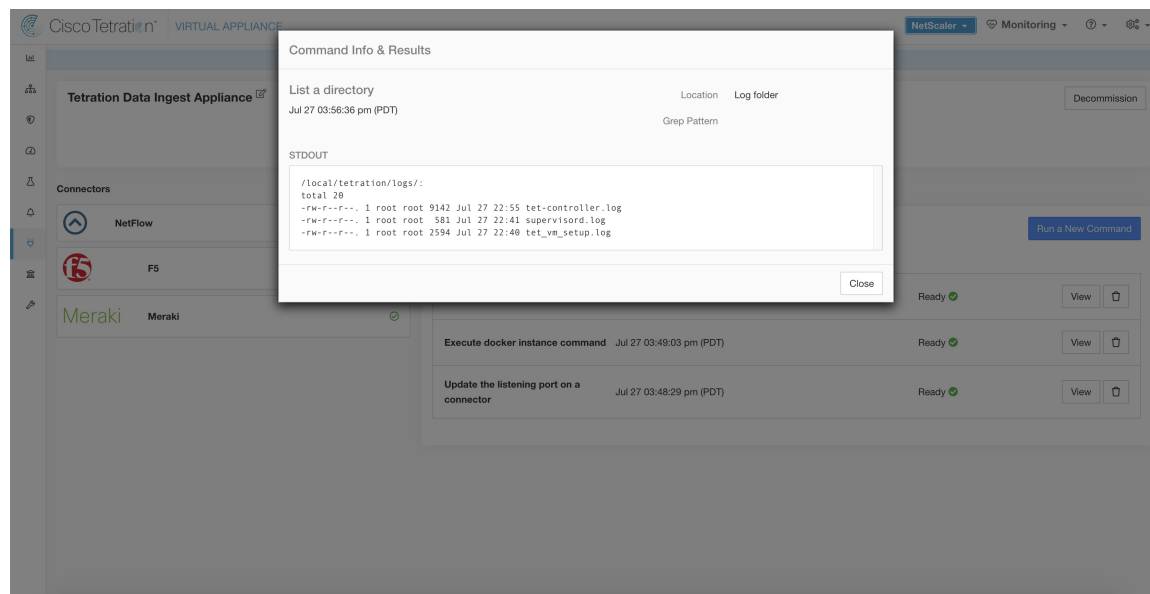 Cisco Tetration™ VIRTUAL APPLIANCE
NetScaler
Monitoring
Command Info & Results
List a directory
Jul 27 03:56:36 pm (PDT)
Location Log folder
Grep Pattern
STDOUT
/local/tetration/logs/:
total 20
-rw-r--r--. 1 root root 9142 Jul 27 22:55 tet-controller.log
-rw-r--r--. 1 root root  581 Jul 27 22:41 supervisord.log
-rw-r--r--. 1 root root 2594 Jul 27 22:40 tet_vm_setup.log
Close
Tetration Data Ingest Appliance
Decommission
Connectors
NetFlow
f5 F5
Meraki Meraki
Run a New Command
Ready View
Execute docker instance command Jul 27 03:49:03 pm (PDT) Ready View
Update the listening port on a
connector
Jul 27 03:48:29 pm (PDT) Ready View